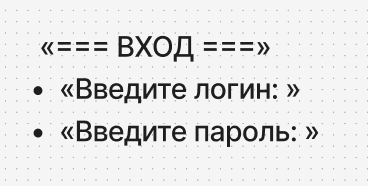 «=== ВХОД ===»
• «Введите логин: »
• «Введите пароль: »